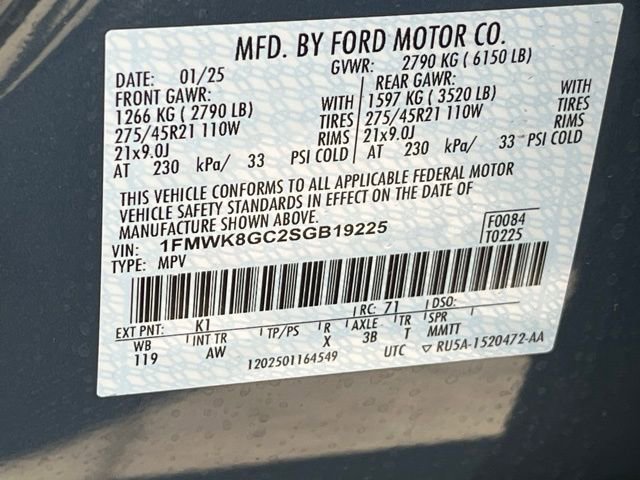 MFD. BY FORD MOTOR CO.
DATE: 01/25 GVWR: 2790 KG ( 6150 LB)
FRONT GAWR: REAR GAWR:
1266 KG ( 2790 LB) WITH 1597 KG ( 3520 LB) WITH
275/45R21 110W TIRES 275/45R21 110W TIRES
21x9.0J RIMS 21x9.0J RIMS
AT 230 kPa/ 33 PSI COLD AT 230 kPa/ 33 PSI COLD
THIS VEHICLE CONFORMS TO ALL APPLICABLE FEDERAL MOTOR
VEHICLE SAFETY STANDARDS IN EFFECT ON THE DATE OF
MANUFACTURE SHOWN ABOVE.
VIN: 1FMWK8GC2SGB19225 F0084
TYPE: MPV T0225
EXT PNT: K1 RC: 71 DSO:
WB INT TR TP/PS R AXLE TR SPR
119 AW X 3B T MMTT
1202501164549 UTC ▽ RU5A-1520472-AA